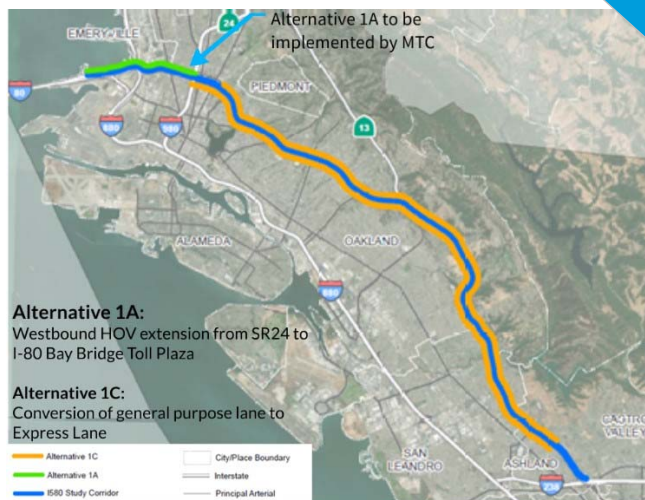 Alternative 1A to be
implemented by MTC
EMERYVILLE
24
PIEDMONT
80
13
880
980
ALAMEDA
OAKLAND
880
Alternative 1A:
Westbound HOV extension from SR24 to
I-80 Bay Bridge Toll Plaza
Alternative 1C:
Conversion of general purpose lane to
Express Lane
CASTRO
VALLEY
SAN
LEANDRO
ASHLAND
238
Alternative 1C
Alternative 1A
I580 Study Corridor
City/Place Boundary
Interstate
Principal Arterial